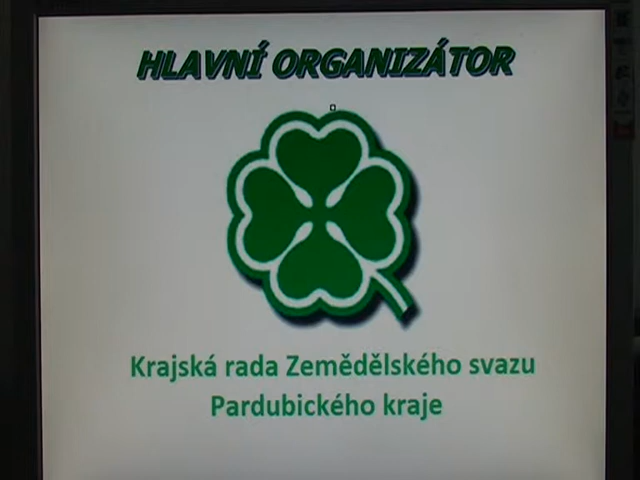 HLAVNÍ ORGANIZÁTOR
Krajská rada Zemědělského svazu
Pardubického kraje